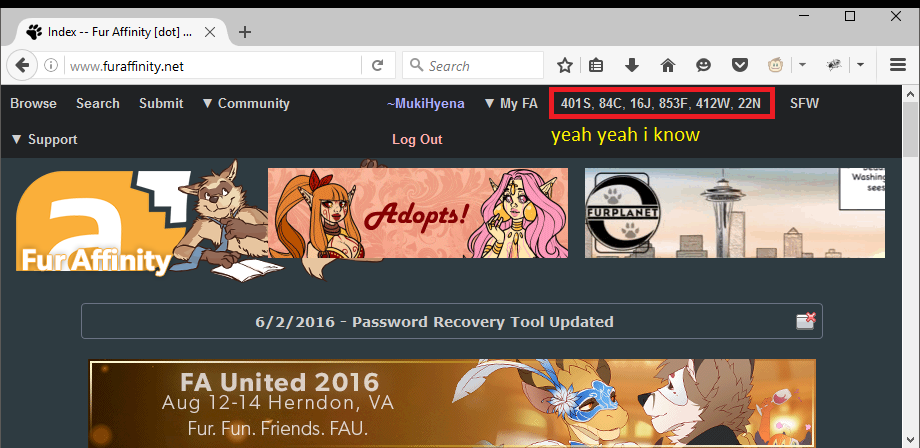 Index -- Fur Affinity [dot] ...
www.furaffinity.net
Search
Browse Search Submit ▼ Community ~MukiHyena ▼ My FA 401S, 84C, 16J, 853F, 412W, 22N SFW
yeah yeah i know
▼ Support Log Out
a
Fur Affinity
Adopts!
FURPLANET
Washing
sees
6/2/2016 - Password Recovery Tool Updated
FA United 2016
Aug 12-14 Herndon, VA
Fur. Fun. Friends. FAU.